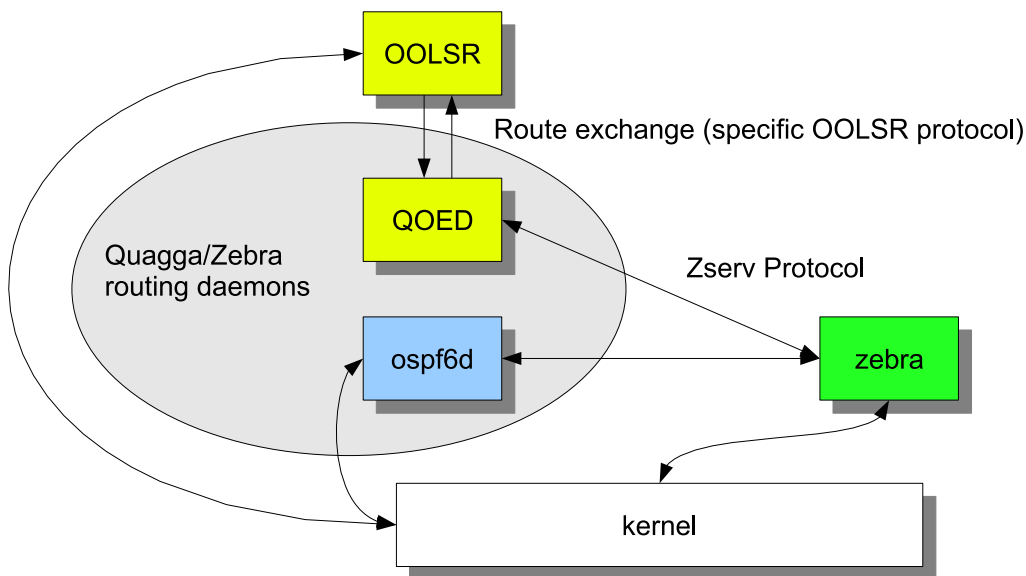 OOLSR
Route exchange (specific OOLSR protocol)
QOED
Quagga/Zebra
routing daemons
Zserv Protocol
ospf6d
zebra
kernel